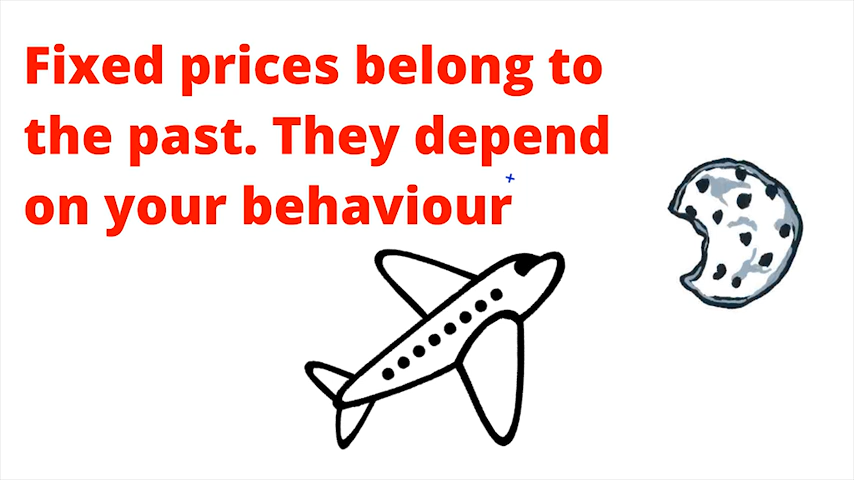 Fixed prices belong to
the past. They depend
on your behaviour